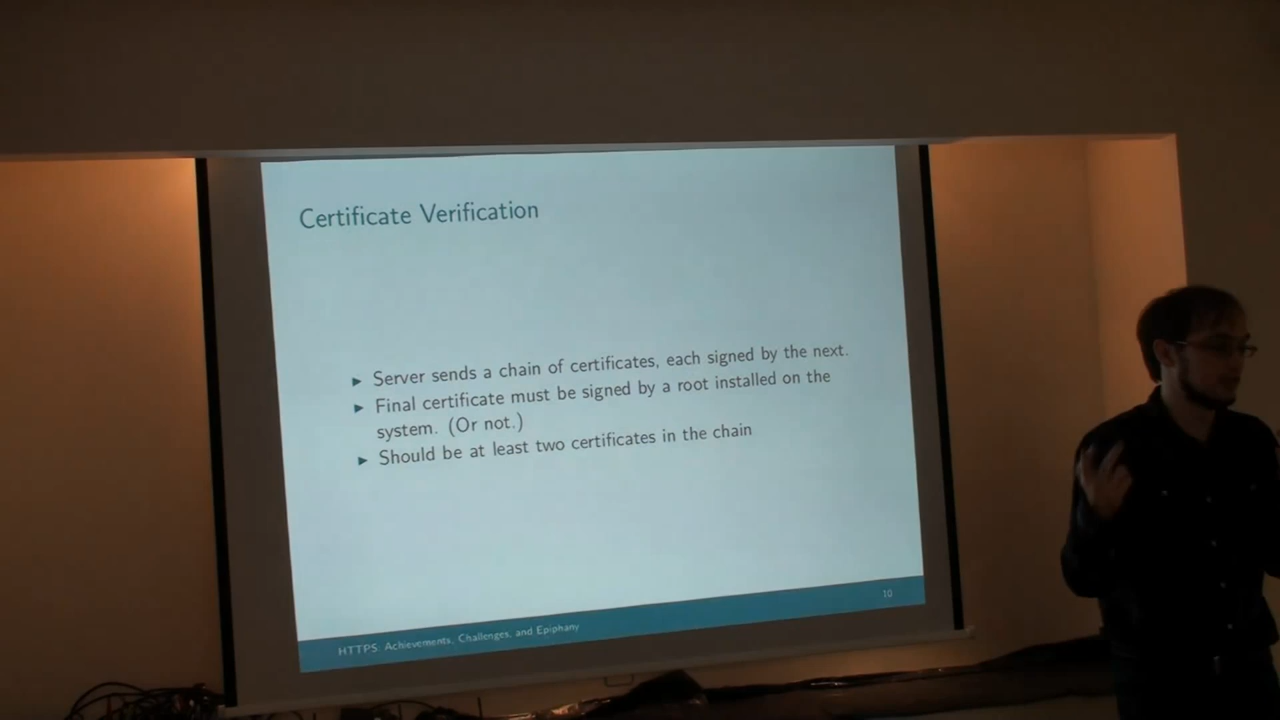 Certificate Verification
► Server sends a chain of certificates, each signed by the next.
► Final certificate must be signed by a root installed on the
system. (Or not.)
► Should be at least two certificates in the chain
HTTPS: Achievements, Challenges, and Epiphany
10